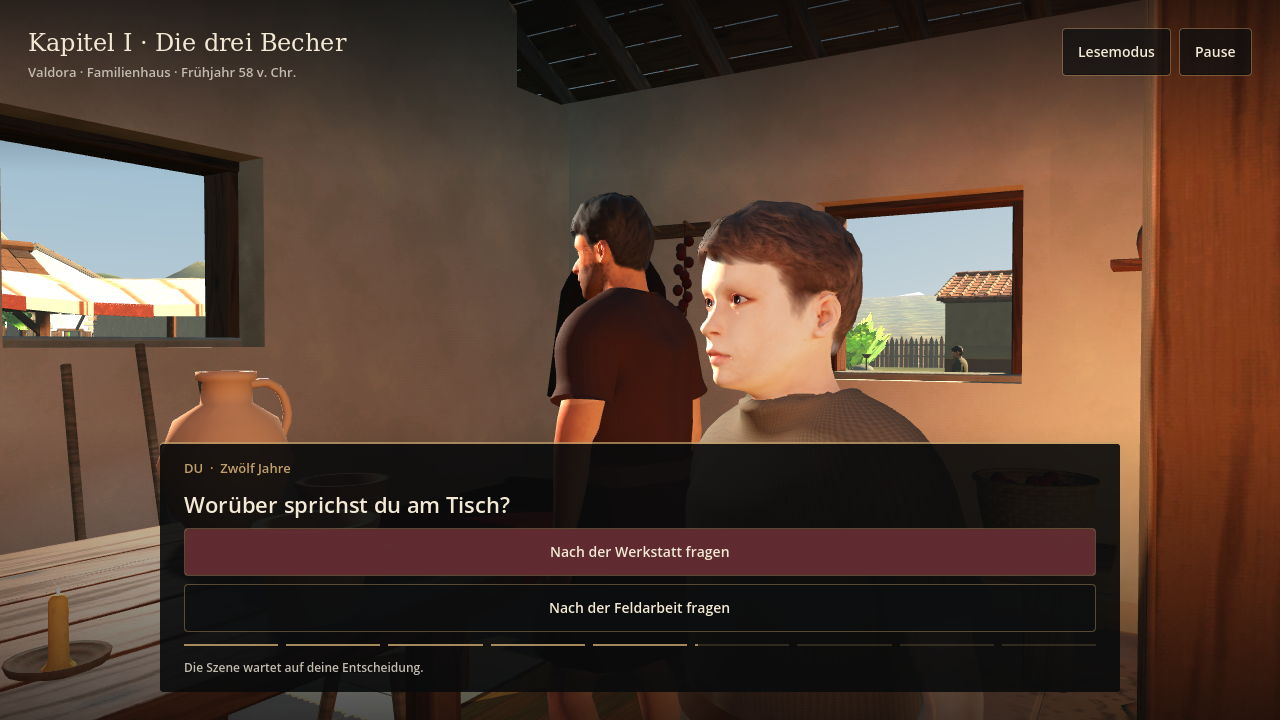 Kapitel I · Die drei Becher
Valdora · Familienhaus · Frühjahr 58 v. Chr.
Lesemodus
Pause
DU · Zwölf Jahre
Worüber sprichst du am Tisch?
Nach der Werkstatt fragen
Nach der Feldarbeit fragen
Die Szene wartet auf deine Entscheidung.